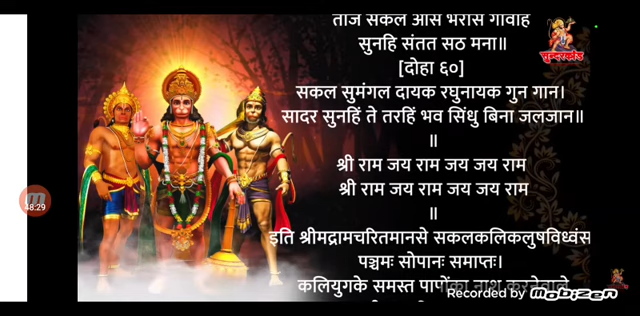 तजि सकल आस भरोस गावहि
सुनहि संतत सठ मना॥
[दोहा ६०]
सकल सुमंगल दायक रघुनायक गुन गान।
सादर सुनहिं ते तरहिं भव सिंधु बिना जलजान॥
॥
श्री राम जय राम जय जय राम
श्री राम जय राम जय जय राम
॥
इति श्रीमद्रामचरितमानसे सकलकलिकलुषविध्वंस
पञ्चमः सोपानः समाप्तः।
कलियुगके समस्त पापोंका नाश करनेवाले
सुन्दरकाण्ड
48:29
Recorded by mobizen